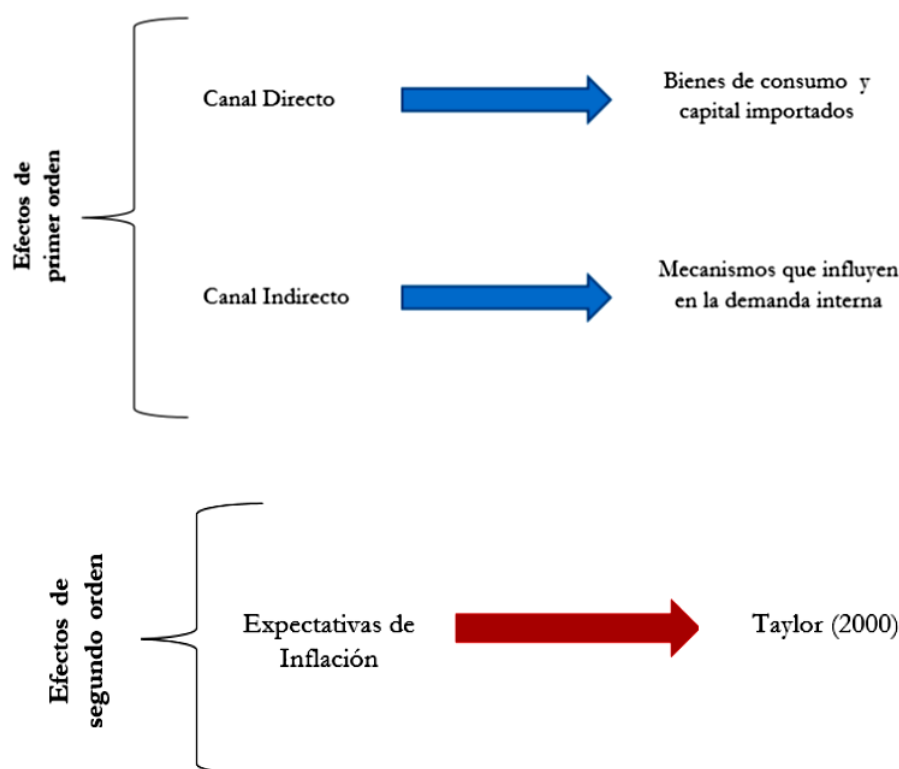 Efectos de
primer orden
Canal Directo
Bienes de consumo y
capital importados
Canal Indirecto
Mecanismos que influyen
en la demanda interna
Efectos de
segundo orden
Expectativas de
Inflación
Taylor (2000)